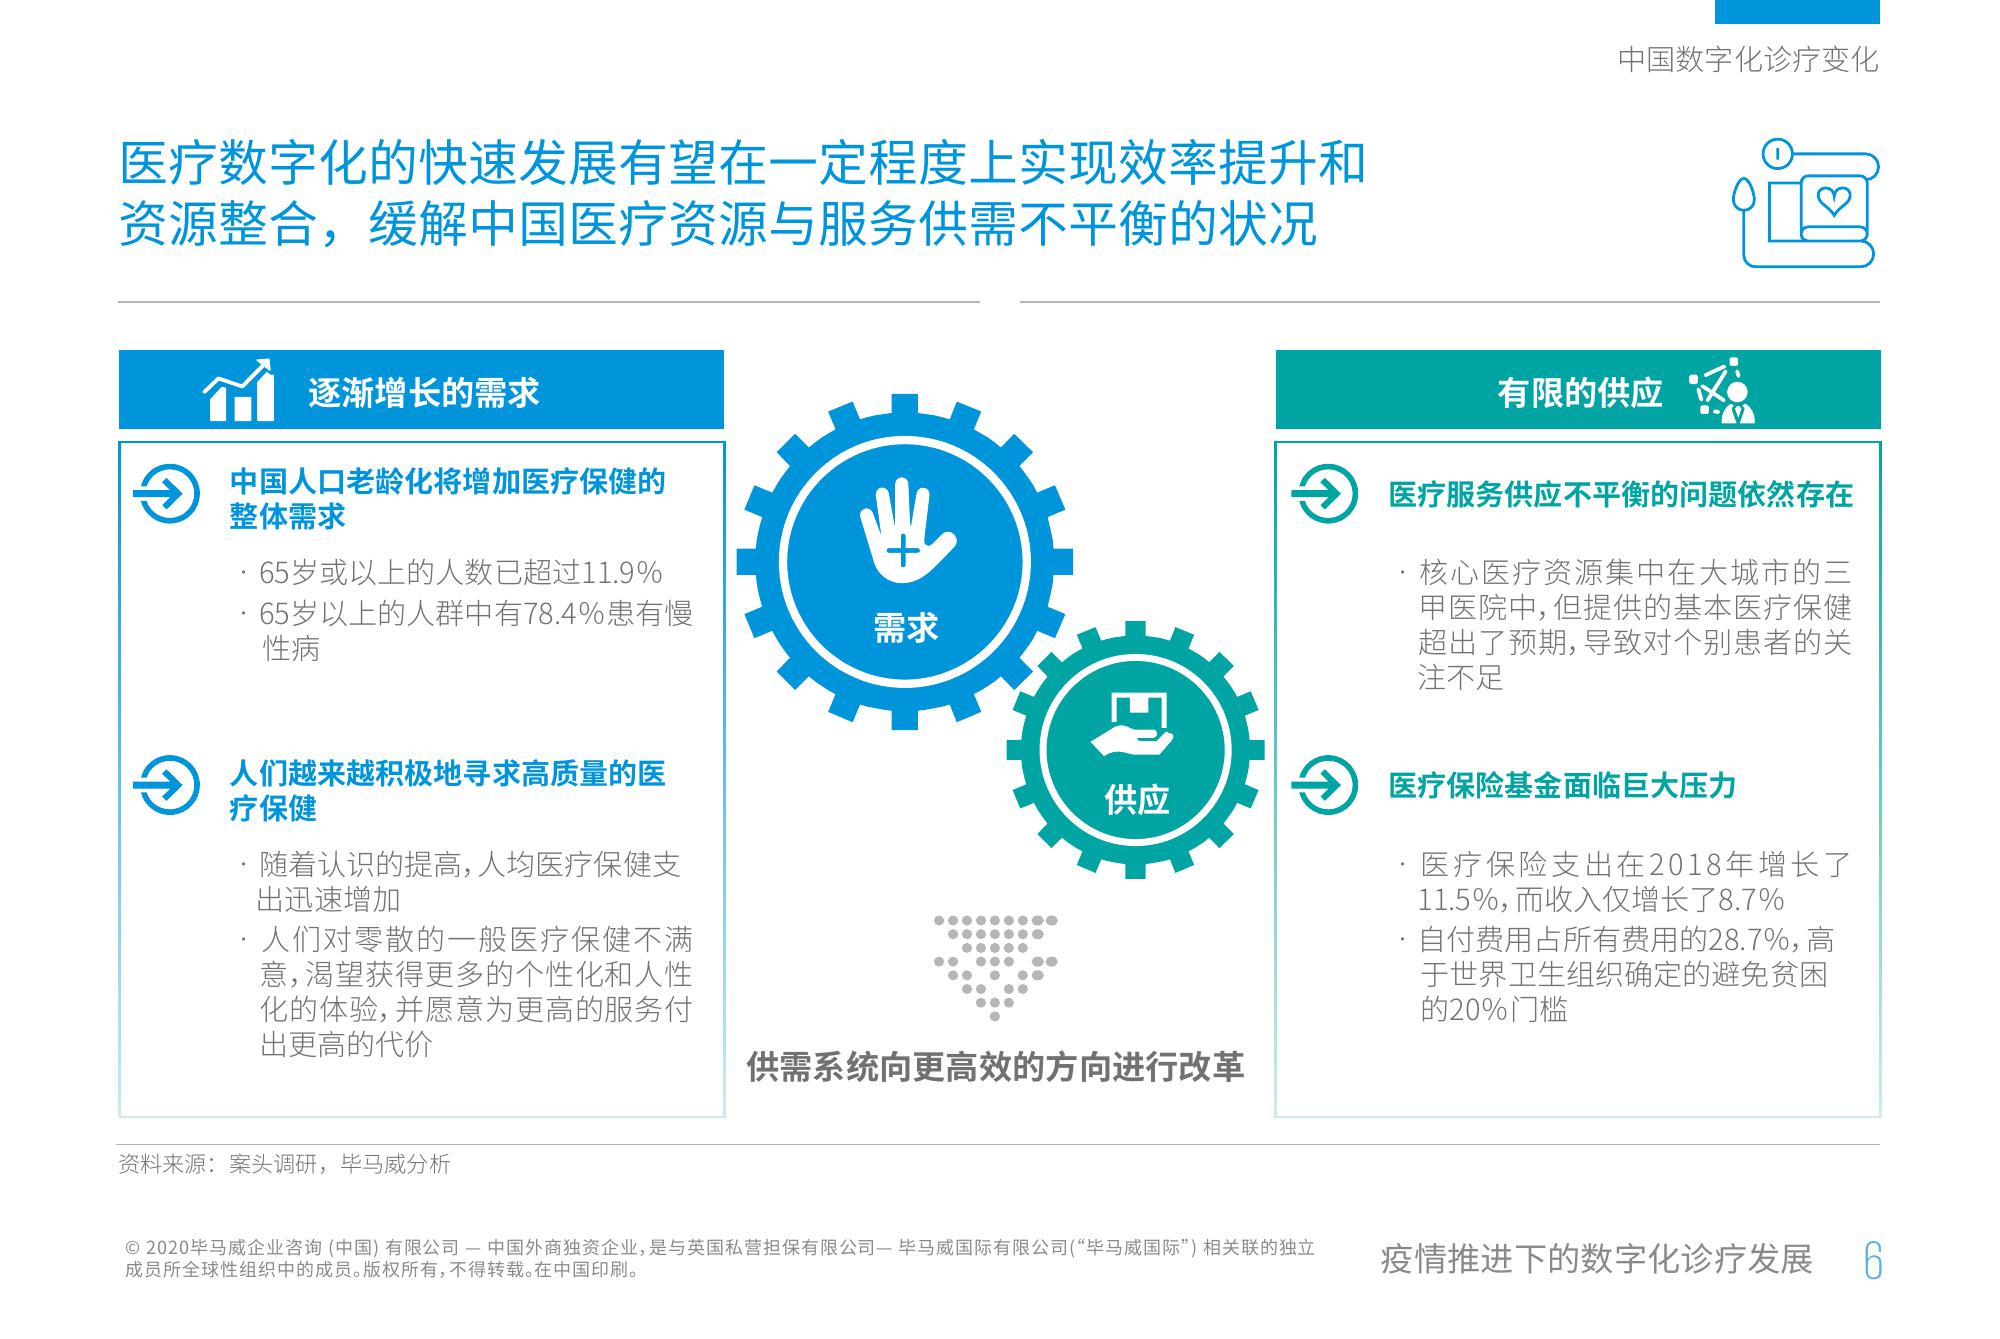 中国数字化诊疗变化
医疗数字化的快速发展有望在一定程度上实现效率提升和
资源整合，缓解中国医疗资源与服务供需不平衡的状况
逐渐增长的需求
中国人口老龄化将增加医疗保健的
整体需求
· 65岁或以上的人数已超过11.9%
· 65岁以上的人群中有78.4%患有慢
性病
人们越来越积极地寻求高质量的医
疗保健
· 随着认识的提高，人均医疗保健支
出迅速增加
· 人们对零散的一般医疗保健不满
意，渴望获得更多的个性化和人性
化的体验，并愿意为更高的服务付
出更高的代价
需求
供应
供需系统向更高效的方向进行改革
有限的供应
医疗服务供应不平衡的问题依然存在
· 核心医疗资源集中在大城市的三
甲医院中，但提供的基本医疗保健
超出了预期，导致对个别患者的关
注不足
医疗保险基金面临巨大压力
· 医疗保险支出在2018年增长了
11.5%，而收入仅增长了8.7%
· 自付费用占所有费用的28.7%，高
于世界卫生组织确定的避免贫困
的20%门槛
资料来源：案头调研，毕马威分析
© 2020毕马威企业咨询 (中国) 有限公司 — 中国外商独资企业，是与英国私营担保有限公司— 毕马威国际有限公司(“毕马威国际”) 相关联的独立
成员所全球性组织中的成员。版权所有，不得转载。在中国印刷。
疫情推进下的数字化诊疗发展 6